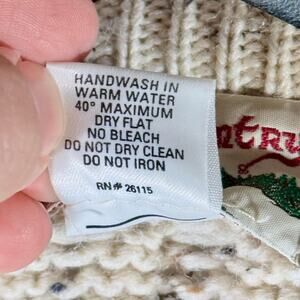 HANDWASH IN
WARM WATER
40° MAXIMUM
DRY FLAT
NO BLEACH
DO NOT DRY CLEAN
DO NOT IRON
RN# 26115